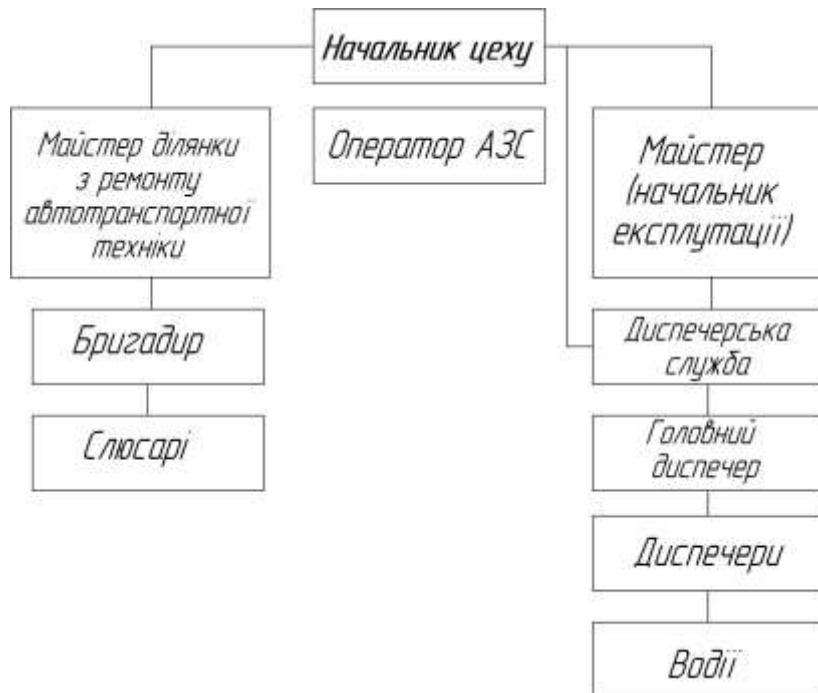 Начальник цеху
Майстер ділянки
з ремонту
автотранспортної
техніки
Оператор АЗС
Майстер
(начальник
експлутації)
Бригадир
Диспечерська
служба
Слюсарі
Головний
диспечер
Диспечери
Водії